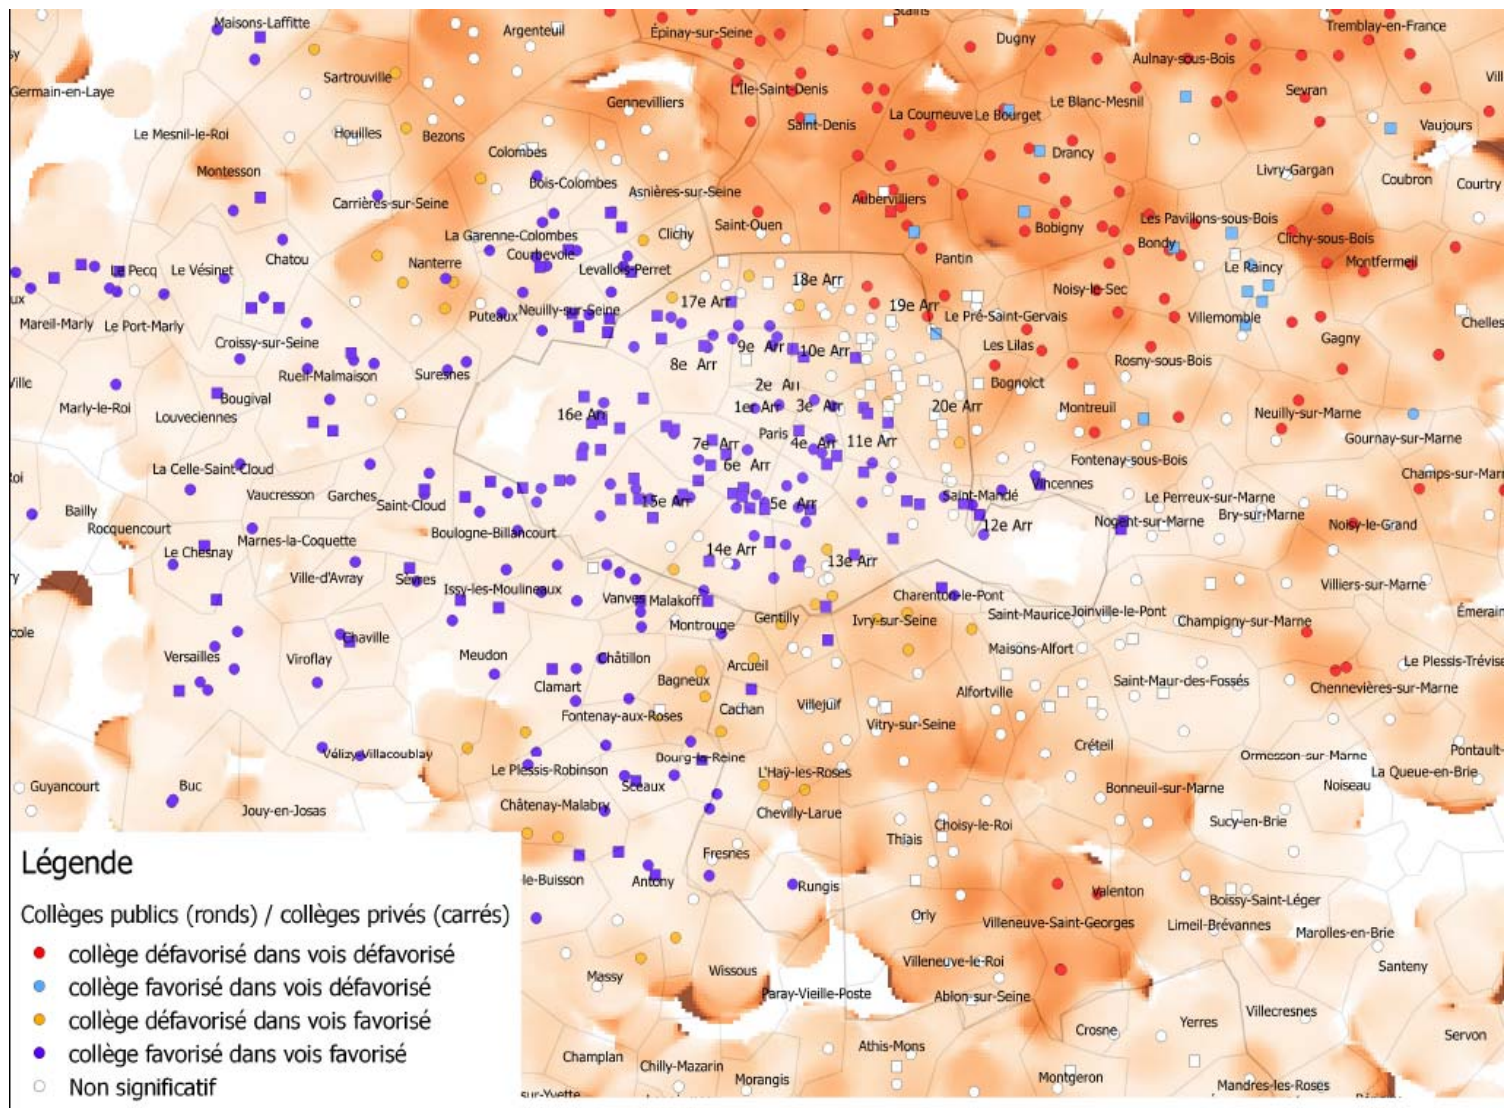 Maisons-Laffitte
Argenteuil
Épinay-sur-Seine
Stains
Dugny
Tremblay-en-France
Aulnay-sous-Bois
Sartrouville
Germain-en-Laye
L'Île-Saint-Denis
Sevran
Gennevilliers
Le Blanc-Mesnil
La Courneuve
Le Bourget
Saint-Denis
Vaujours
Le Mesnil-le-Roi
Houilles
Bezons
Colombes
Drancy
Livry-Gargan
Montesson
Bois-Colombes
Asnières-sur-Seine
Coubron
Courtry
Carrières-sur-Seine
Aubervilliers
Saint-Ouen
Les Pavillons-sous-Bois
La Garenne-Colombes
Clichy
Bobigny
Bondy
Clichy-sous-Bois
Courbevoie
Chatou
Nanterre
Pantin
Montfermeil
Le Pecq
Le Vésinet
Levallois-Perret
Le Raincy
18e Arr
Noisy-le-Sec
17e Arr
19e Arr
Puteaux
Neuilly-sur-Seine
Le Pré-Saint-Gervais
Villemomble
Mareil-Marly
Le Port-Marly
Chelles
Croissy-sur-Seine
9e Arr
10e Arr
Les Lilas
Gagny
8e Arr
Rosny-sous-Bois
Rueil-Malmaison
Suresnes
2e Arr
Bagnolet
Bougival
Marly-le-Roi
Louveciennes
16e Arr
1er Arr
3e Arr
20e Arr
Montreuil
Neuilly-sur-Marne
Paris
7e Arr
4e Arr
11e Arr
Gournay-sur-Marne
La Celle-Saint-Cloud
6e Arr
Fontenay-sous-Bois
Champs-sur-Marn
Vaucresson
Garches
Saint-Cloud
15e Arr
5e Arr
Saint-Mandé
Vincennes
Le Perreux-sur-Marne
Bailly
Rocquencourt
Boulogne-Billancourt
12e Arr
Nogent-sur-Marne
Bry-sur-Marne
Noisy-le-Grand
Le Chesnay
Marnes-la-Coquette
14e Arr
13e Arr
Ville-d'Avray
Sèvres
Issy-les-Moulineaux
Vanves
Malakoff
Charenton-le-Pont
Villiers-sur-Marne
Montrouge
Gentilly
Ivry-sur-Seine
Saint-Maurice
Joinville-le-Pont
Champigny-sur-Marne
Émerain
Chaville
Versailles
Viroflay
Meudon
Châtillon
Arcueil
Maisons-Alfort
Le Plessis-Trévise
Clamart
Bagneux
Alfortville
Saint-Maur-des-Fossés
Chennevières-sur-Marne
Fontenay-aux-Roses
Cachan
Villejuif
Vitry-sur-Seine
Vélizy-Villacoublay
Bourg-la-Reine
Créteil
Ormesson-sur-Marne
Pontault-
Le Plessis-Robinson
L'Haÿ-les-Roses
La Queue-en-Brie
Guyancourt
Buc
Sceaux
Bonneuil-sur-Marne
Noiseau
Jouy-en-Josas
Châtenay-Malabry
Chevilly-Larue
Choisy-le-Roi
Sucy-en-Brie
Thiais
Fresnes
-le-Buisson
Antony
Rungis
Valenton
Boissy-Saint-Léger
Orly
Villeneuve-Saint-Georges
Limeil-Brévannes
Marolles-en-Brie
Massy
Wissous
Villeneuve-le-Roi
Santeny
Paray-Vieille-Poste
Ablon-sur-Seine
Villecresnes
Crosne
Yerres
Servon
Champlan
Chilly-Mazarin
Athis-Mons
Morangis
Montgeron
Mandres-les-Roses
sur-Yvette
Légende
Collèges publics (ronds) / collèges privés (carrés)
collège défavorisé dans vois défavorisé
collège favorisé dans vois défavorisé
collège défavorisé dans vois favorisé
collège favorisé dans vois favorisé
Non significatif